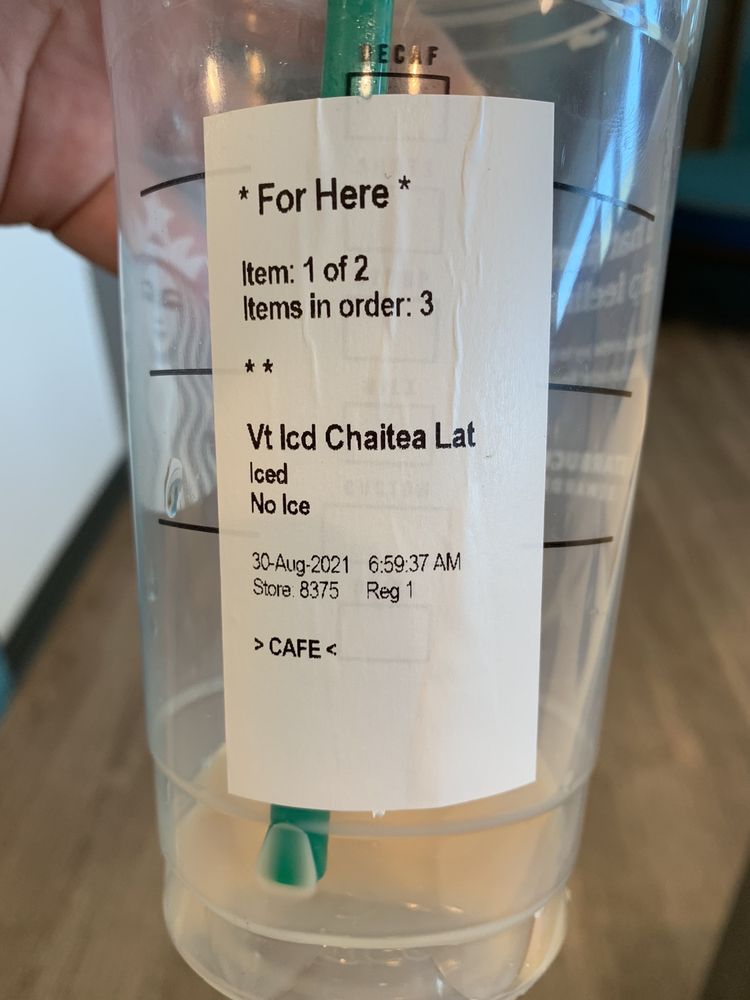 DECAF
* For Here *
Item: 1 of 2
Items in order: 3
* *
Vt Icd Chaitea Lat
Iced
No Ice
30-Aug-2021 6:59:37 AM
Store: 8375 Reg 1
> CAFE <